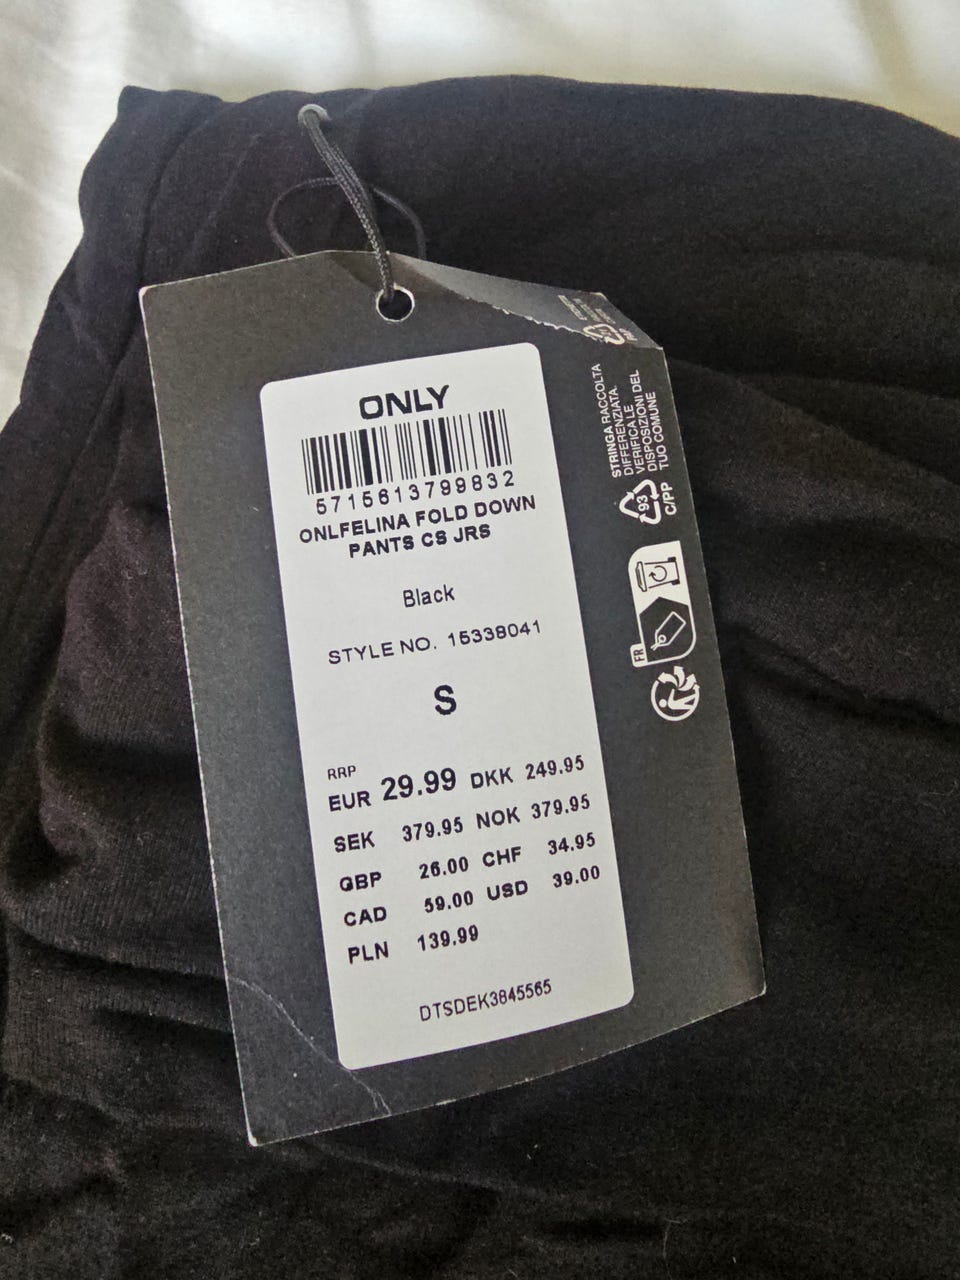 ONLY
5715613799832
ONLFELINA FOLD DOWN
PANTS CS JRS
Black
STYLE NO. 15338041
S
RRP
EUR 29.99 DKK 249.95
SEK 379.95 NOK 379.95
GBP 26.00 CHF 34.95
CAD 59.00 USD 39.00
PLN 139.99
DTSDEK3845565
STRINGA RACCOLTA
DIFFERENZIATA.
VERIFICA LE
DISPOSIZIONI DEL
TUO COMUNE
93
C/PP
FR